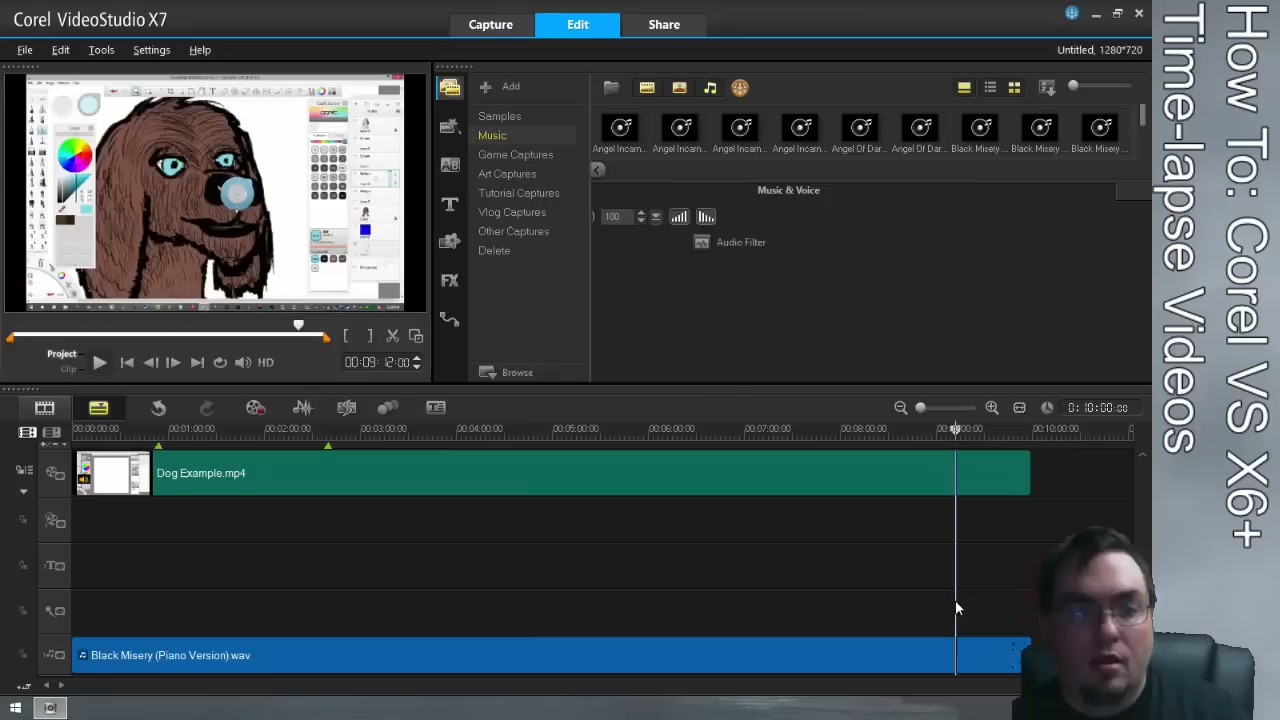 Corel VideoStudio X7
Capture
Edit
Share
File
Edit
Tools
Settings
Help
Untitled, 1280*720
Add
Samples
Music
Game Captures
Art Captures
Tutorial Captures
Vlog Captures
Other Captures
Delete
Browse
Angel Incarn...
Angel Incarn...
Angel Incarn...
Angel Incarn...
Angel Of Dar...
Angel Of Dar...
Black Misery...
Black Misery...
Black Misery...
Music & Voice
100
Audio Filter
Project
Clip
HD
00:09:12:00
0:10:00:00
00:00:00:00
00:01:00:00
00:02:00:00
00:03:00:00
00:04:00:00
00:05:00:00
00:06:00:00
00:07:00:00
00:08:00:00
00:10:00:00
Dog Example.mp4
Black Misery (Piano Version).wav
How To: Corel VS X6+
Time-lapse Videos